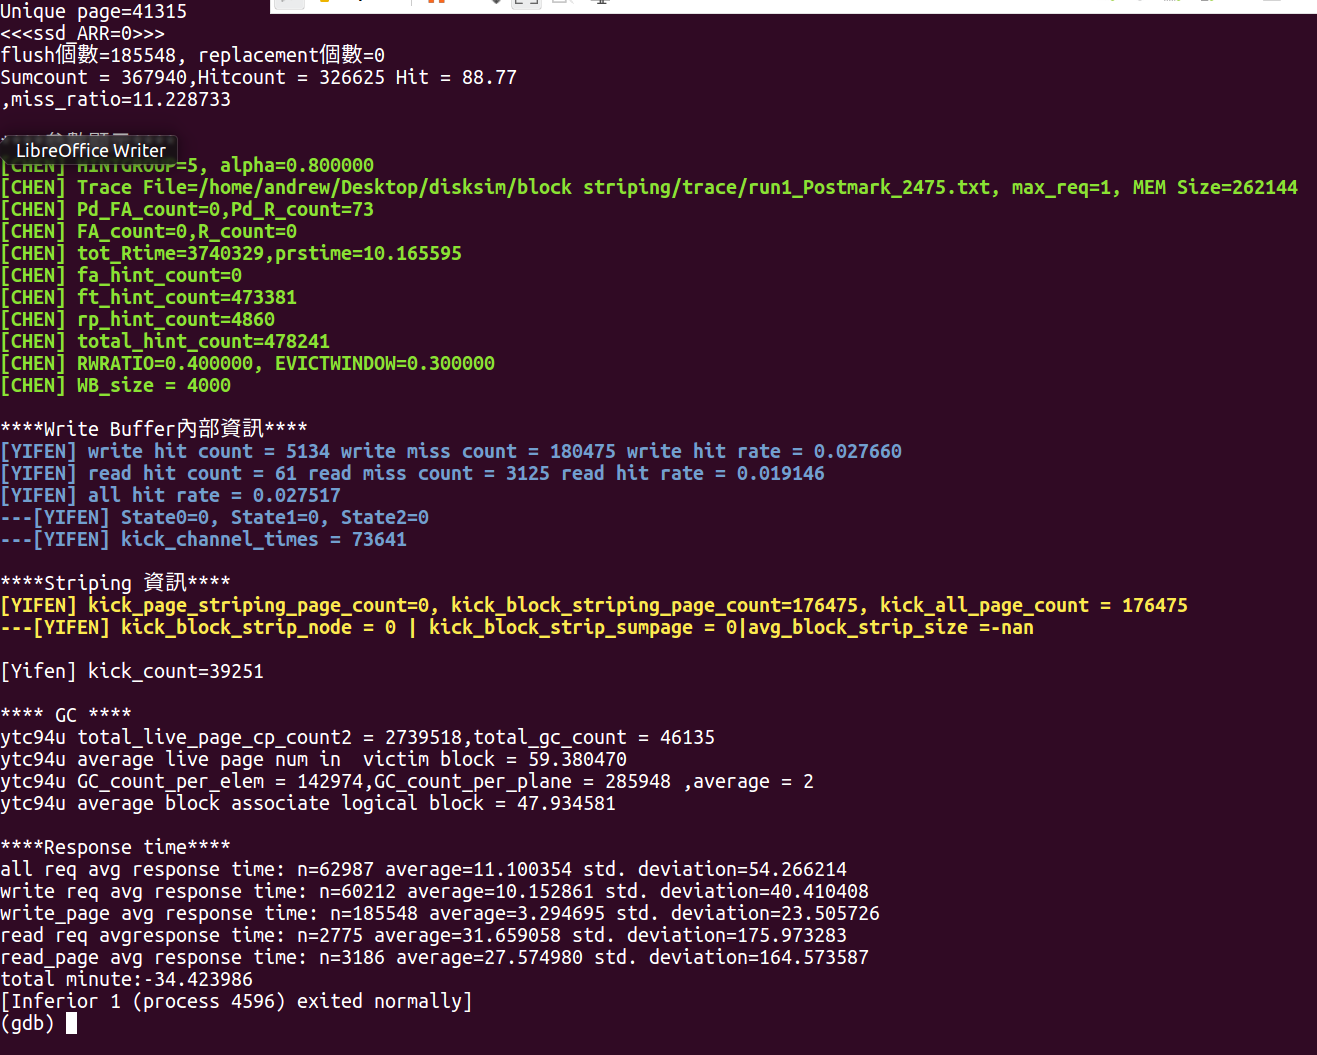 Unique page=41315
<<<ssd_ARR=0>>>
flush個數=185548, replacement個數=0
Sumcount = 367940,Hitcount = 326625 Hit = 88.77
,miss_ratio=11.228733
LibreOffice Writer
[CHEN] HINTGROUP=5, alpha=0.800000
[CHEN] Trace File=/home/andrew/Desktop/disksim/block striping/trace/run1_Postmark_2475.txt, max_req=1, MEM Size=262144
[CHEN] Pd_FA_count=0,Pd_R_count=73
[CHEN] FA_count=0,R_count=0
[CHEN] tot_Rtime=3740329,prstime=10.165595
[CHEN] fa_hint_count=0
[CHEN] ft_hint_count=473381
[CHEN] rp_hint_count=4860
[CHEN] total_hint_count=478241
[CHEN] RWRATIO=0.400000, EVICTWINDOW=0.300000
[CHEN] WB_size = 4000
****Write Buffer內部資訊****
[YIFEN] write hit count = 5134 write miss count = 180475 write hit rate = 0.027660
[YIFEN] read hit count = 61 read miss count = 3125 read hit rate = 0.019146
[YIFEN] all hit rate = 0.027517
---[YIFEN] State0=0, State1=0, State2=0
---[YIFEN] kick_channel_times = 73641
****Striping 資訊****
[YIFEN] kick_page_striping_page_count=0, kick_block_striping_page_count=176475, kick_all_page_count = 176475
---[YIFEN] kick_block_strip_node = 0 | kick_block_strip_sumpage = 0|avg_block_strip_size =-nan
[Yifen] kick_count=39251
**** GC ****
ytc94u total_live_page_cp_count2 = 2739518,total_gc_count = 46135
ytc94u average live page num in  victim block = 59.380470
ytc94u GC_count_per_elem = 142974,GC_count_per_plane = 285948 ,average = 2
ytc94u average block associate logical block = 47.934581
****Response time****
all req avg response time: n=62987 average=11.100354 std. deviation=54.266214
write req avg response time: n=60212 average=10.152861 std. deviation=40.410408
write_page avg response time: n=185548 average=3.294695 std. deviation=23.505726
read req avgresponse time: n=2775 average=31.659058 std. deviation=175.973283
read_page avg response time: n=3186 average=27.574980 std. deviation=164.573587
total minute:-34.423986
[Inferior 1 (process 4596) exited normally]
(gdb)